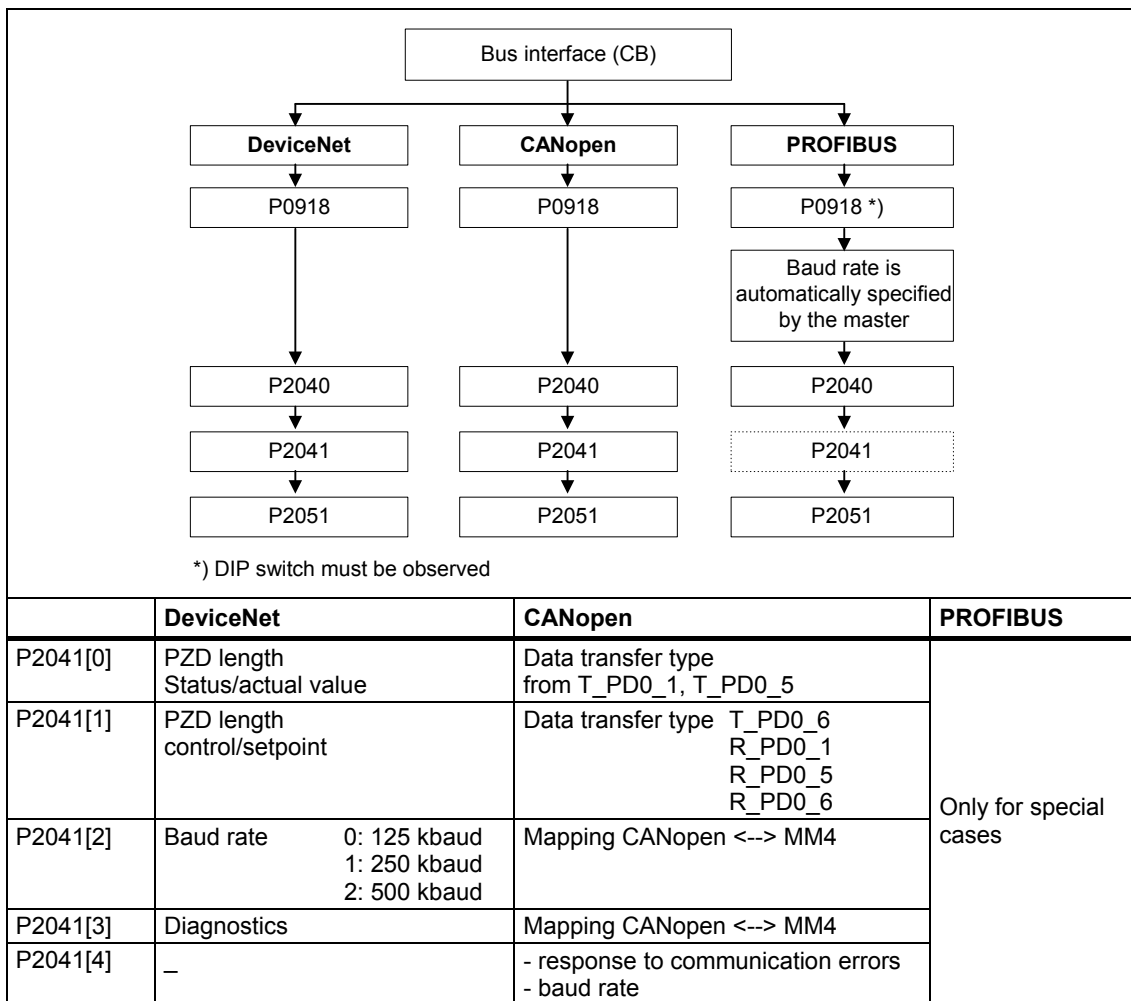 Bus interface (CB)
DeviceNet CANopen PROFIBUS
P0918 P0918 P0918 *)
Baud rate is
automatically specified
by the master
P2040 P2040 P2040
P2041 P2041 P2041
P2051 P2051 P2051
*) DIP switch must be observed
DeviceNet CANopen PROFIBUS
P2041[0] PZD length Data transfer type
Status/actual value from T_PD0_1, T_PD0_5
P2041[1] PZD length Data transfer type T_PD0_6
control/setpoint R_PD0_1
R_PD0_5
R_PD0_6
Only for special
cases
P2041[2] Baud rate 0: 125 kbaud Mapping CANopen <--> MM4
1: 250 kbaud
2: 500 kbaud
P2041[3] Diagnostics Mapping CANopen <--> MM4
P2041[4] _ - response to communication errors
- baud rate